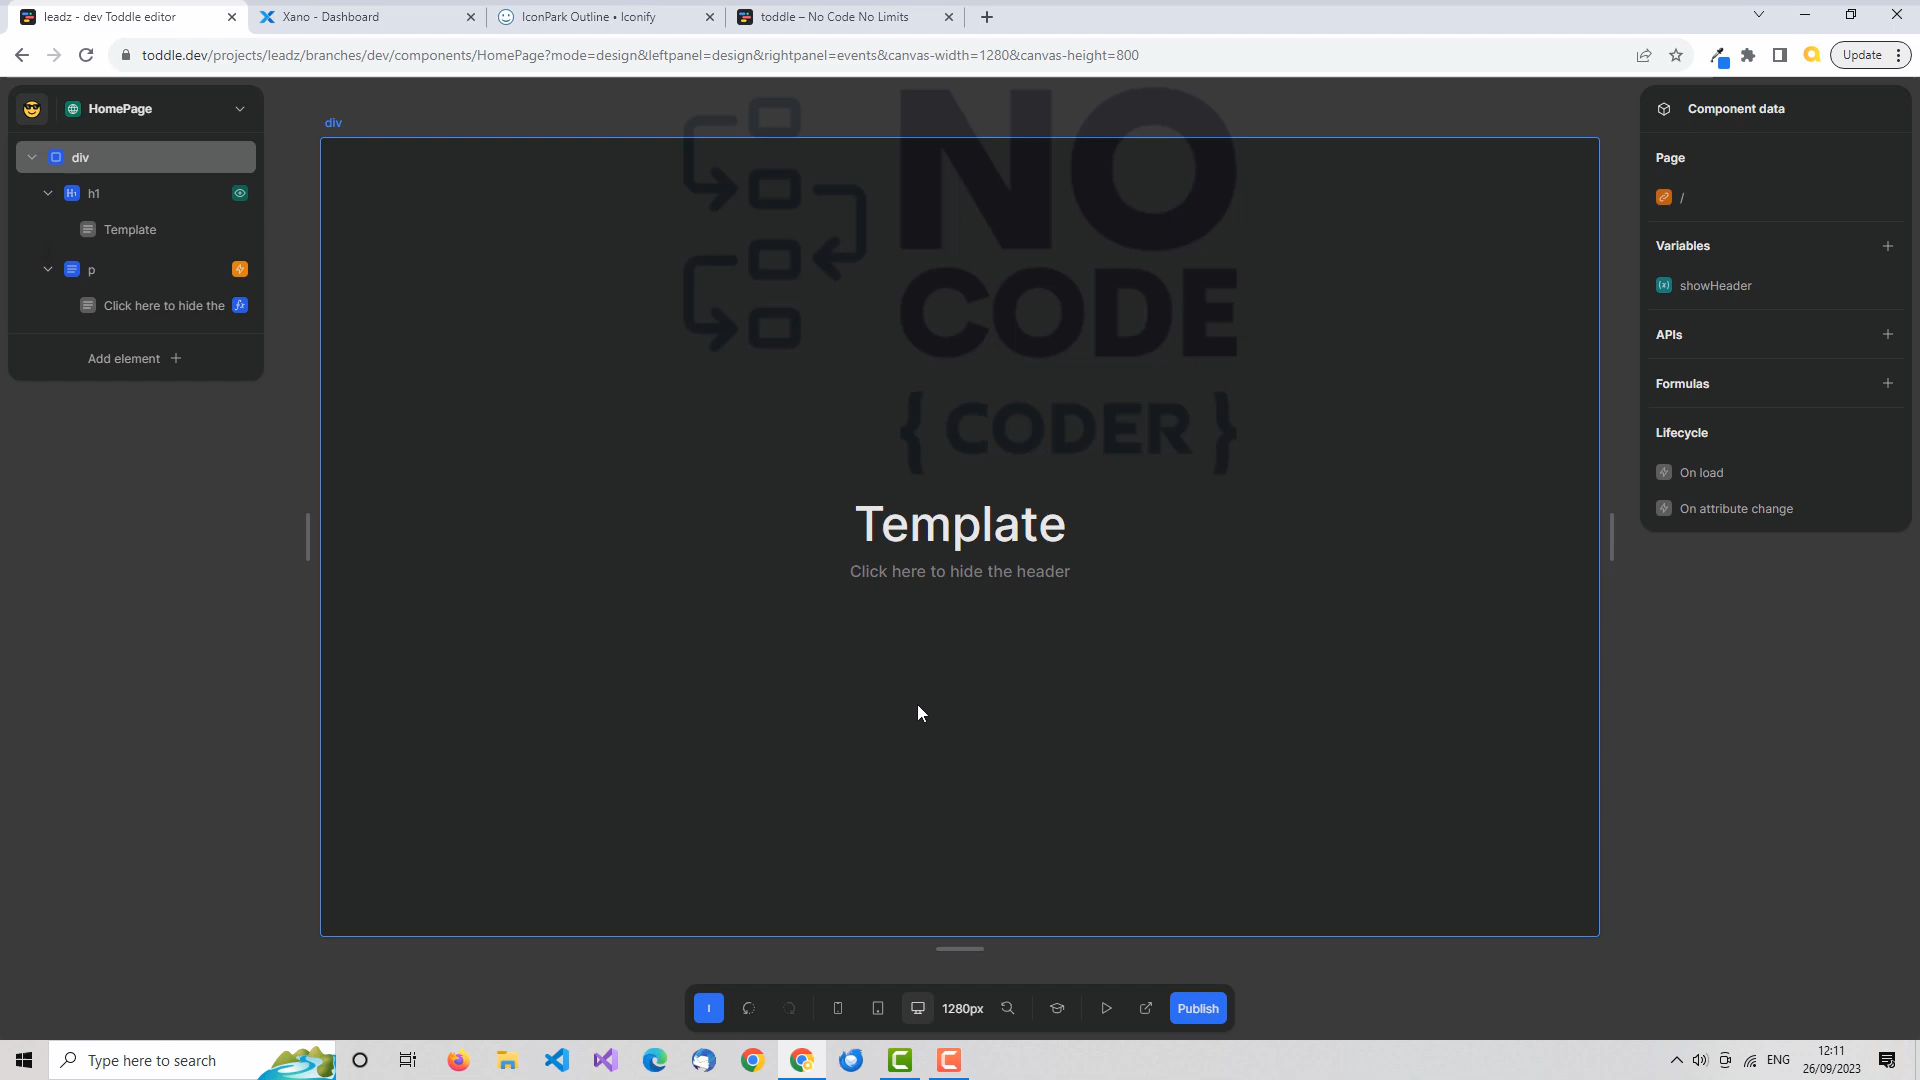 leadz - dev Toddle editor
Xano - Dashboard
IconPark Outline • Iconify
toddle – No Code No Limits
toddle.dev/projects/leadz/branches/dev/components/HomePage?mode=design&leftpanel=design&rightpanel=events&canvas-width=1280&canvas-height=800
Update
HomePage
div
H1 h1
Template
p
Click here to hide the
fx
Add element
div
NO
CODE
{ CODER }
Template
Click here to hide the header
Component data
Page
/
Variables
showHeader
APIs
Formulas
Lifecycle
On load
On attribute change
1280px
Publish
Type here to search
ENG
12:11
26/09/2023